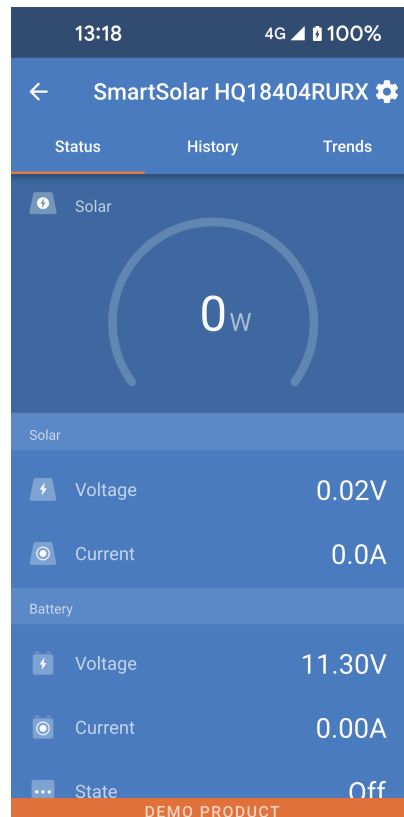 13:18 4G 100%
SmartSolar HQ18404RURX
Status History Trends
Solar
0W
Solar
Voltage 0.02V
Current 0.0A
Battery
Voltage 11.30V
Current 0.00A
State Off
DEMO PRODUCT